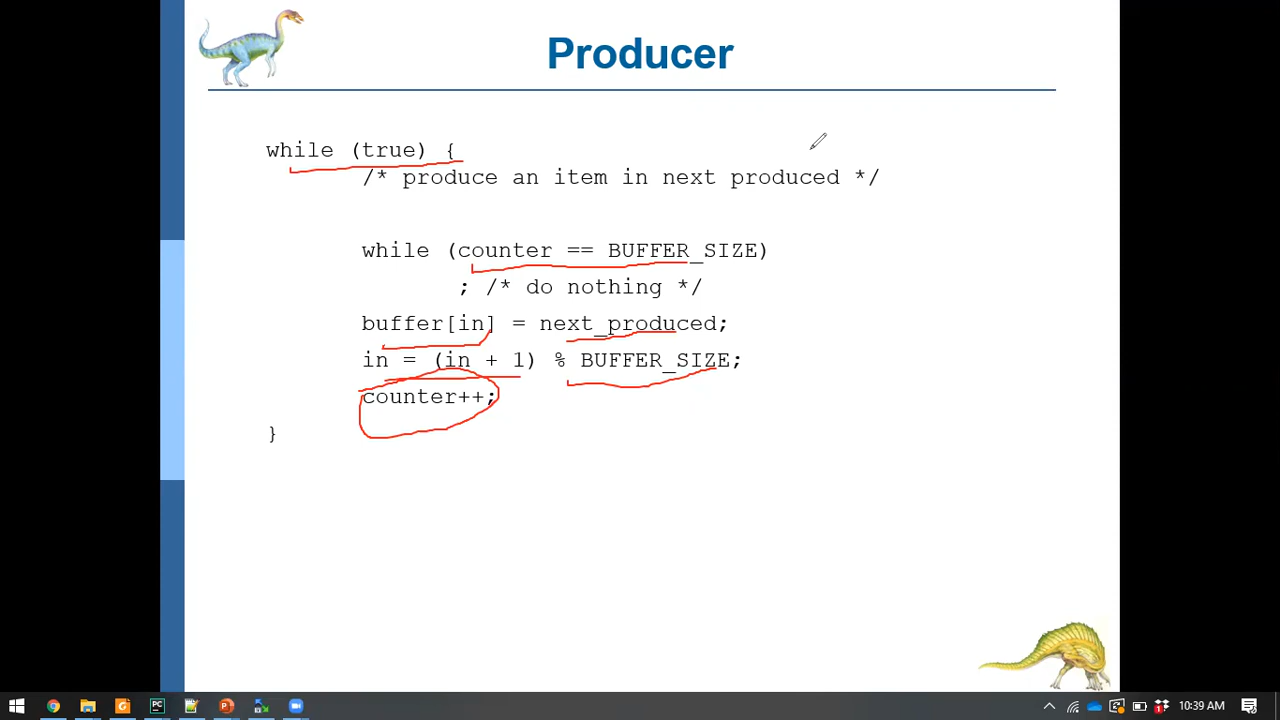 Producer
while (true) {
/* produce an item in next produced */
while (counter == BUFFER_SIZE)
; /* do nothing */
buffer[in] = next_produced;
in = (in + 1) % BUFFER_SIZE;
counter++;
}
PC
10:39 AM